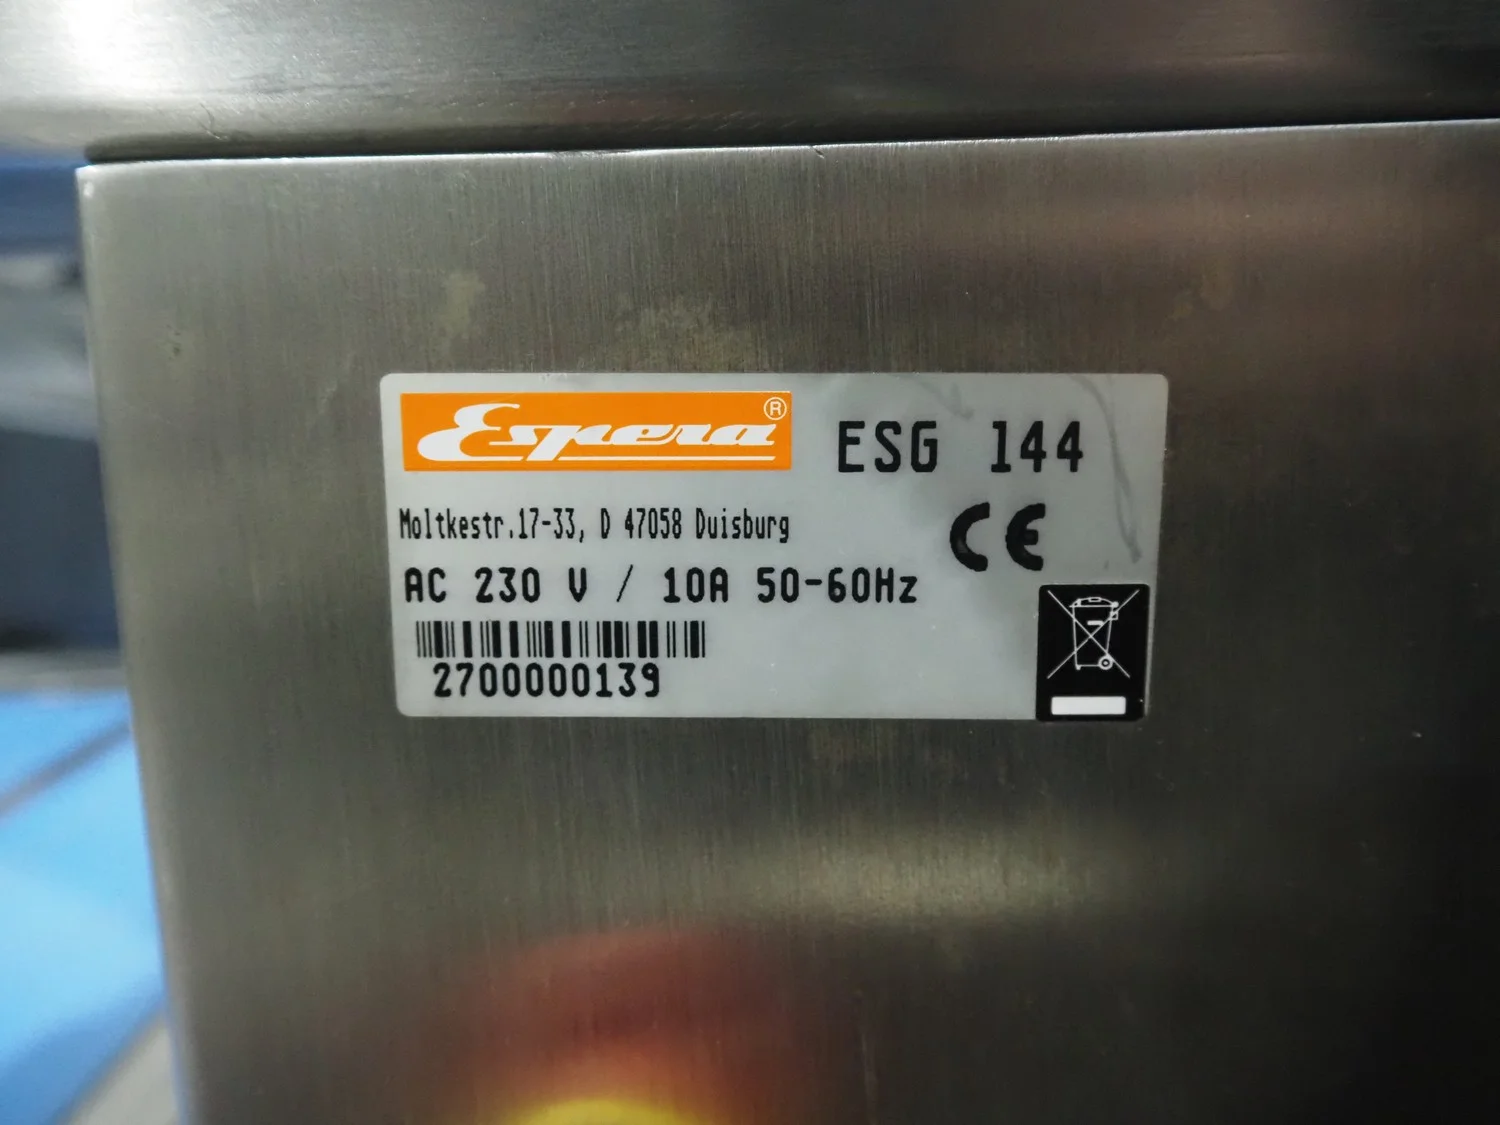 Espera ®
ESG 144
Moltkestr.17-33, D 47058 Duisburg
CE
AC 230 V / 10A 50-60Hz
2700000139